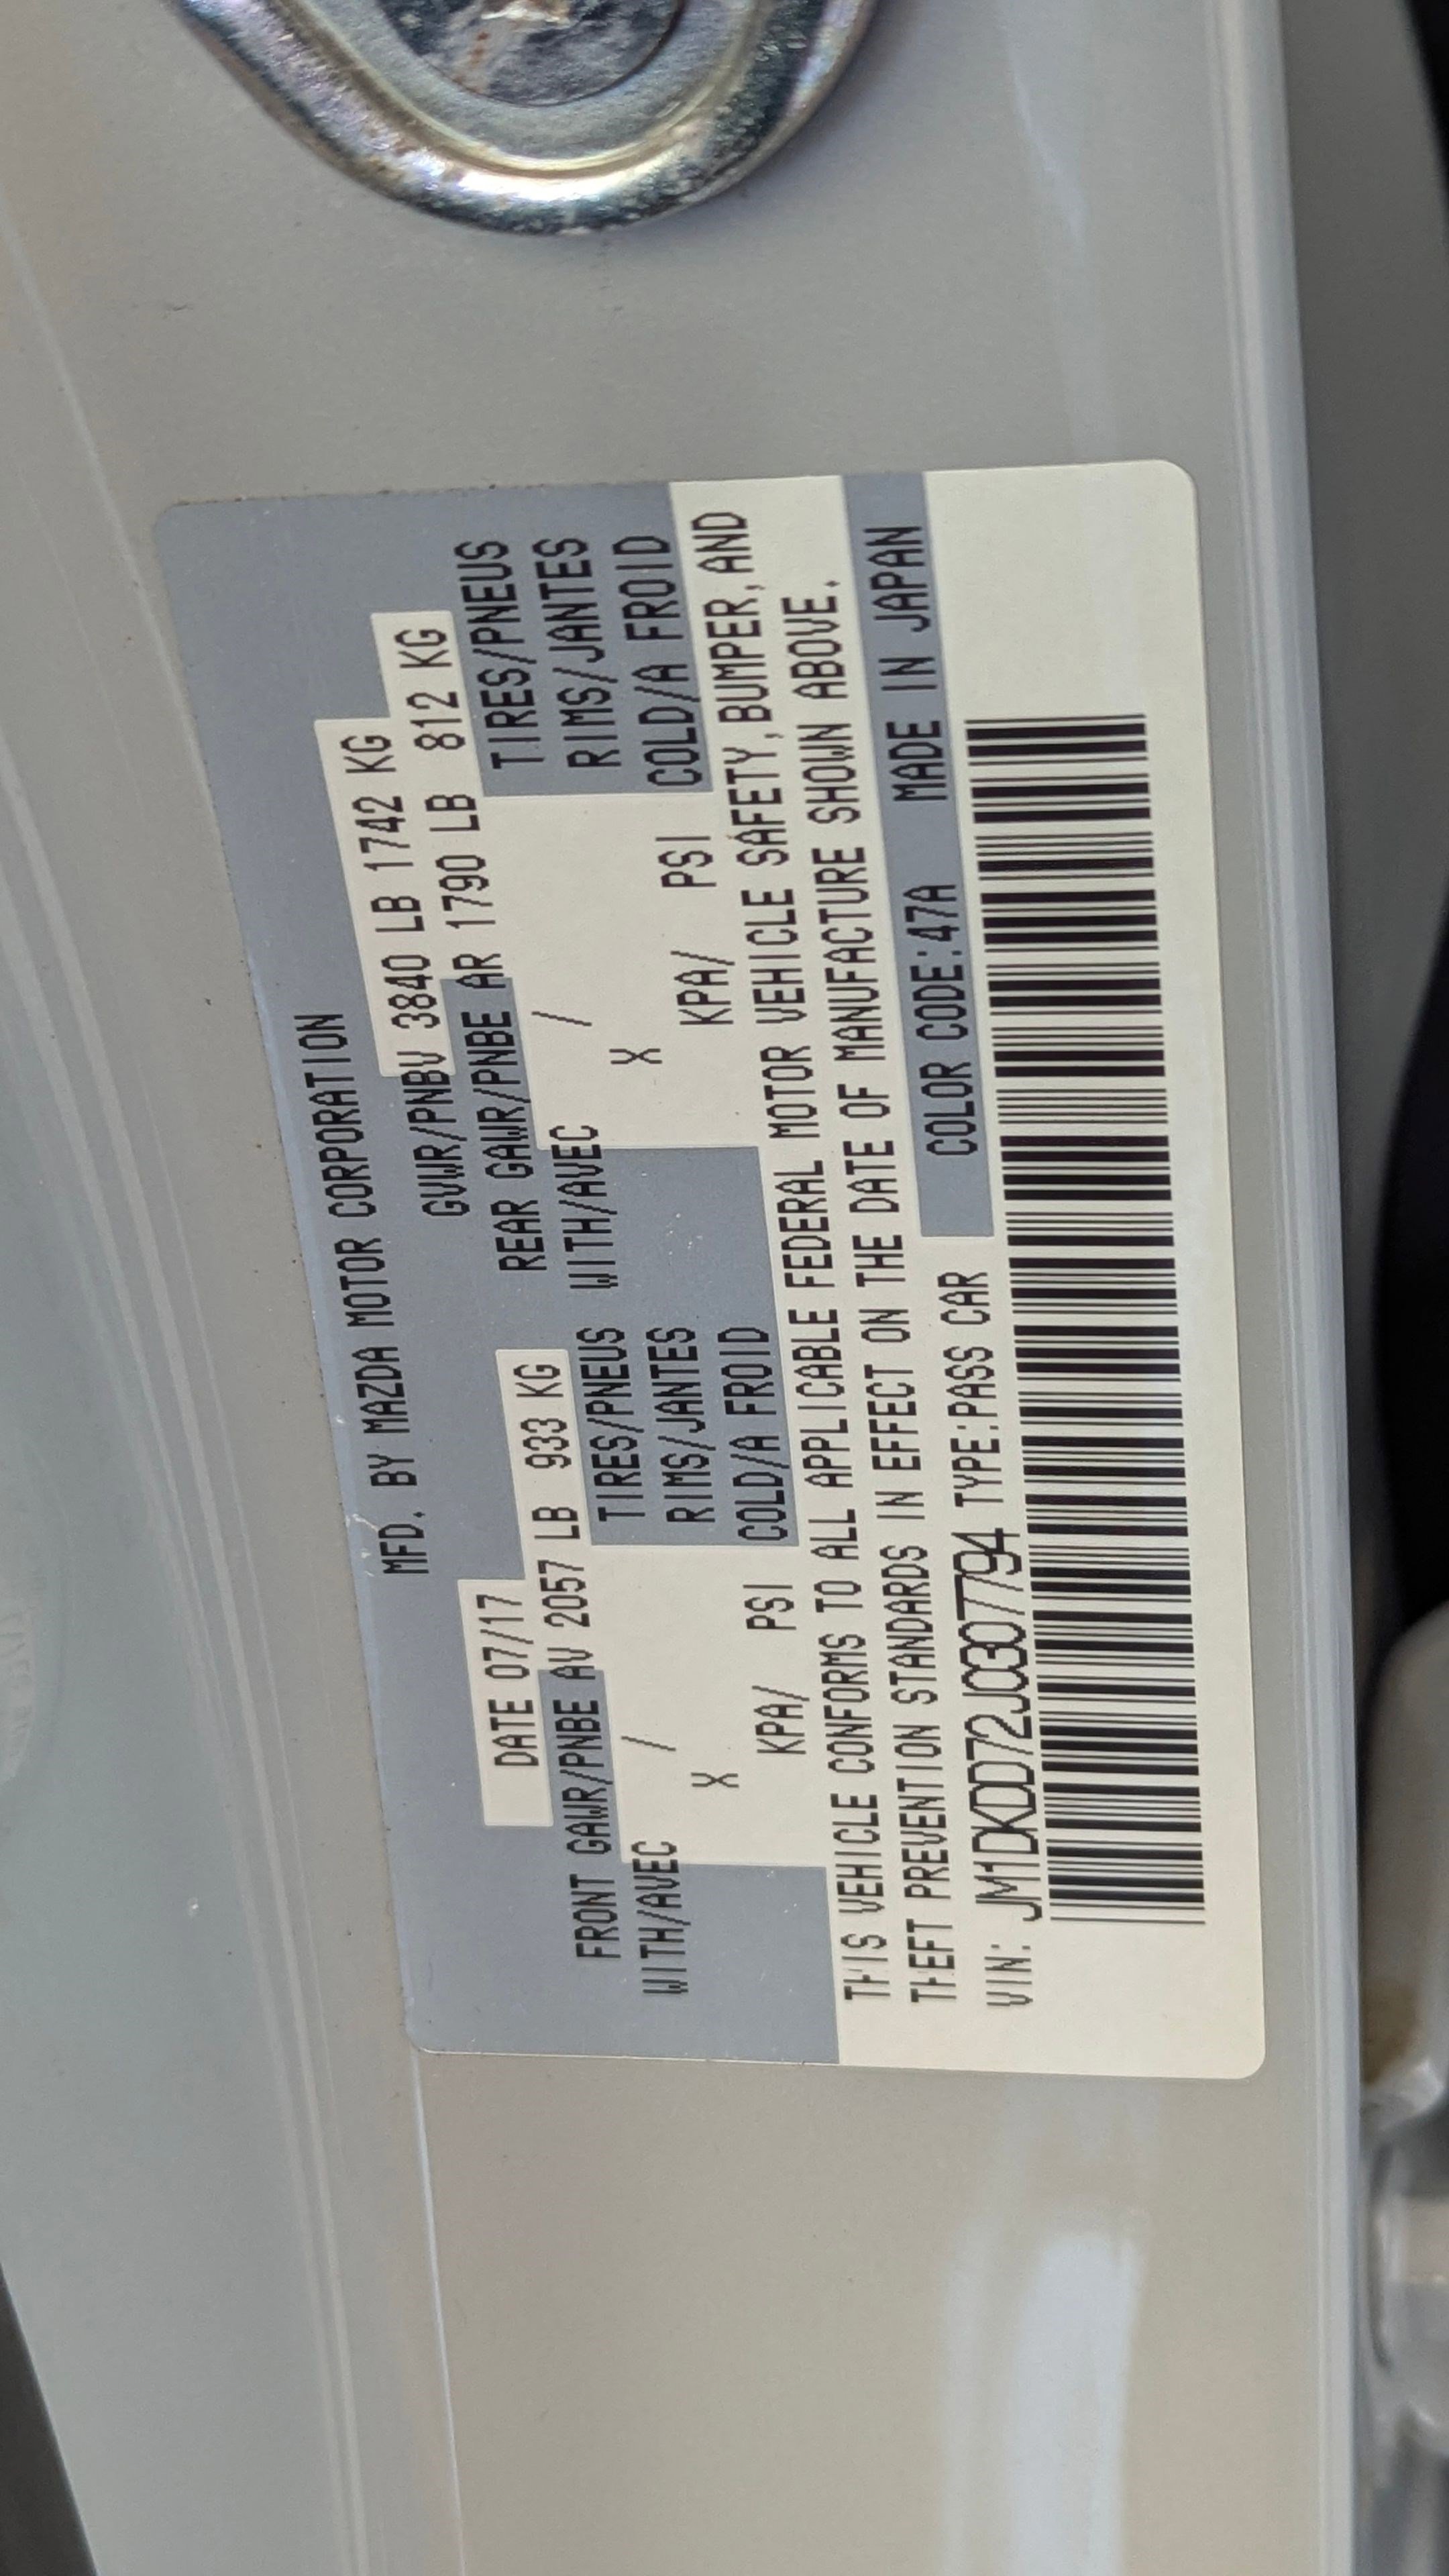 MFD. BY MAZDA MOTOR CORPORATION
DATE 07/17 GVWR/PNBV 3840 LB 1742 KG
FRONT GAWR/PNBE AV 2057 LB 933 KG REAR GAWR/PNBE AR 1790 LB 812 KG
WITH/AVEC / TIRES/PNEUS WITH/AVEC / TIRES/PNEUS
X RIMS/JANTES X RIMS/JANTES
KPA/ PSI COLD/A FROID KPA/ PSI COLD/A FROID
THIS VEHICLE CONFORMS TO ALL APPLICABLE FEDERAL MOTOR VEHICLE SAFETY, BUMPER, AND
THEFT PREVENTION STANDARDS IN EFFECT ON THE DATE OF MANUFACTURE SHOWN ABOVE.
VIN: JM1DKDD72J0307794 TYPE:PASS CAR COLOR CODE:47A MADE IN JAPAN